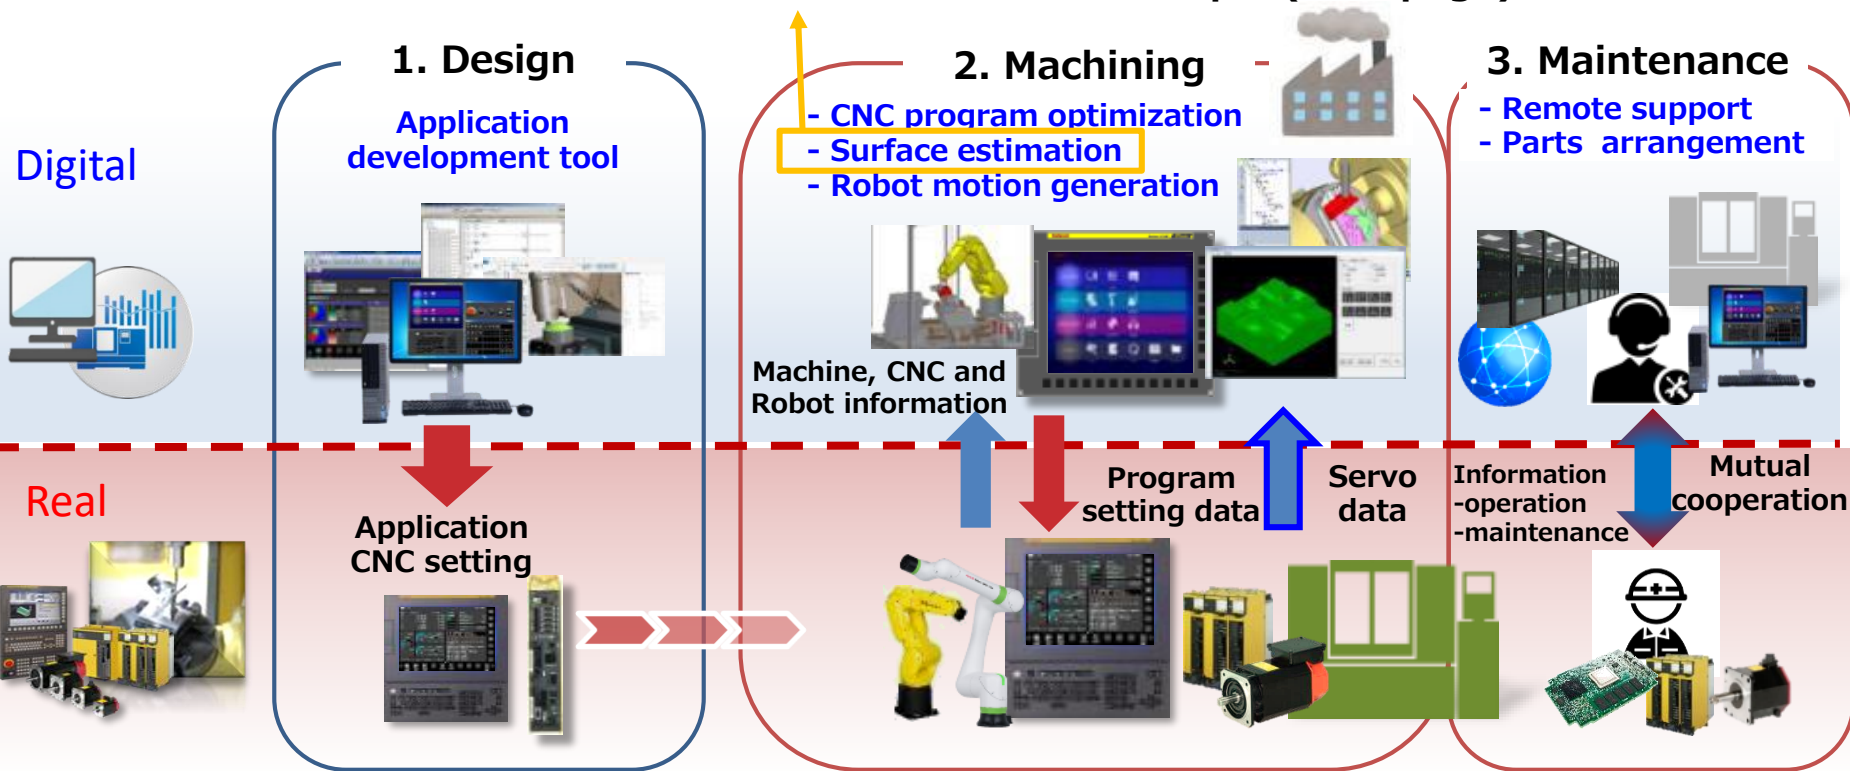 1. Design
2. Machining
3. Maintenance
Digital
Application
development tool
- CNC program optimization
- Surface estimation
- Robot motion generation
- Remote support
- Parts arrangement
Machine, CNC and
Robot information
Real
Application
CNC setting
Program
setting data
Servo
data
Information
-operation
-maintenance
Mutual
cooperation